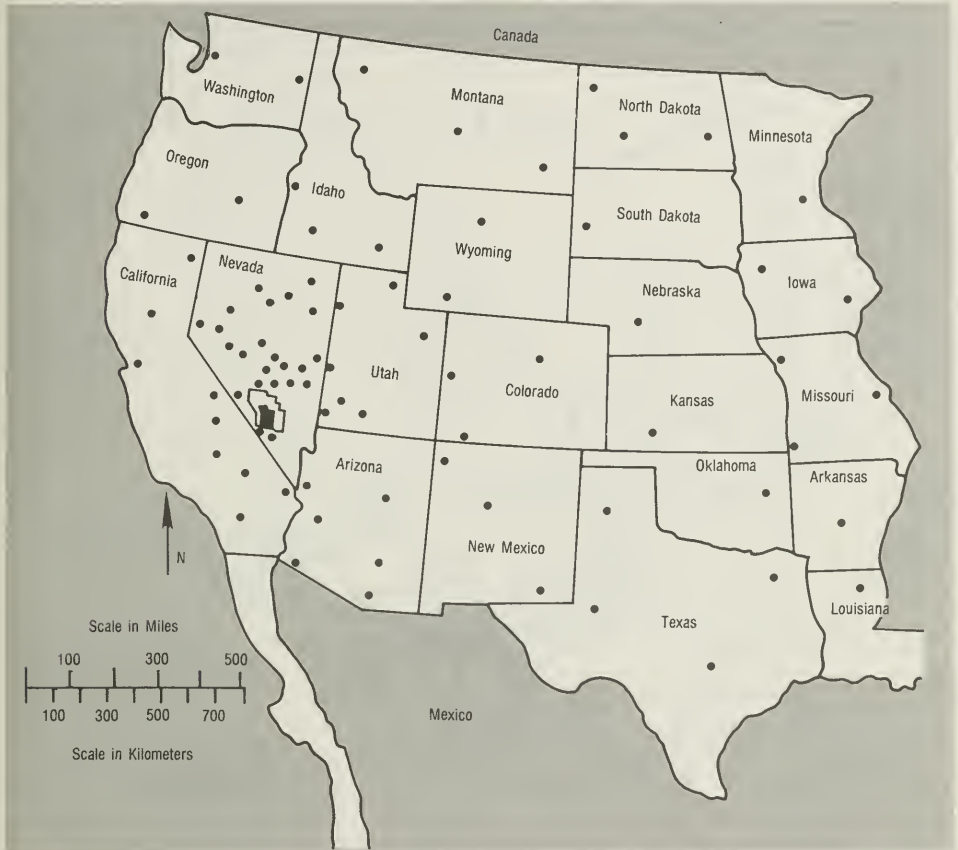 Canada
Washington
Montana
North Dakota
Minnesota
Oregon
Idaho
South Dakota
Wyoming
California
Nevada
Nebraska
Iowa
Utah
Colorado
Kansas
Missouri
Arizona
Oklahoma
Arkansas
New Mexico
N
Texas
Louisiana
Mexico
Scale in Miles
100 300 500
100 300 500 700
Scale in Kilometers